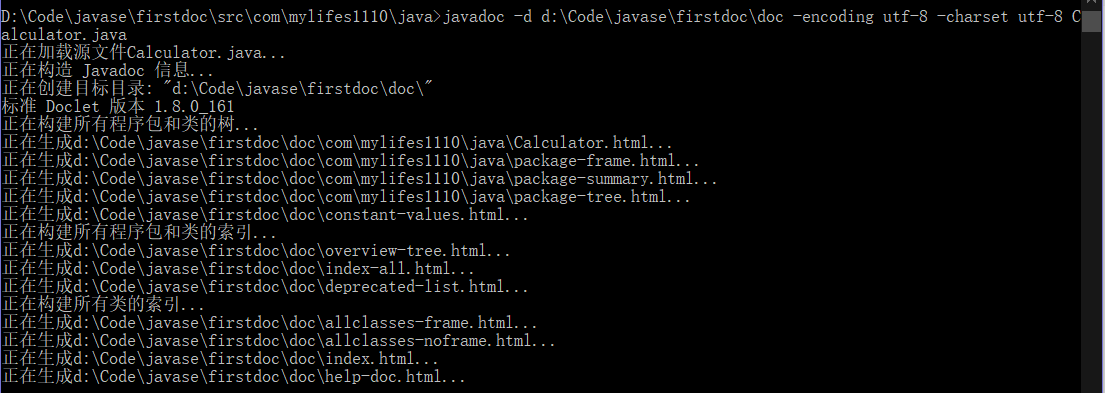 D:\Code\javase\firstdoc\src\com\mylifes1110\java>javadoc -d d:\Code\javase\firstdoc\doc -encoding utf-8 -charset utf-8 C
alculator.java
正在加载源文件Calculator.java...
正在构造 Javadoc 信息...
正在创建目标目录: "d:\Code\javase\firstdoc\doc\"
标准 Doclet 版本 1.8.0_161
正在构建所有程序包和类的树...
正在生成d:\Code\javase\firstdoc\doc\com\mylifes1110\java\Calculator.html...
正在生成d:\Code\javase\firstdoc\doc\com\mylifes1110\java\package-frame.html...
正在生成d:\Code\javase\firstdoc\doc\com\mylifes1110\java\package-summary.html...
正在生成d:\Code\javase\firstdoc\doc\com\mylifes1110\java\package-tree.html...
正在生成d:\Code\javase\firstdoc\doc\constant-values.html...
正在构建所有程序包和类的索引...
正在生成d:\Code\javase\firstdoc\doc\overview-tree.html...
正在生成d:\Code\javase\firstdoc\doc\index-all.html...
正在生成d:\Code\javase\firstdoc\doc\deprecated-list.html...
正在构建所有类的索引...
正在生成d:\Code\javase\firstdoc\doc\allclasses-frame.html...
正在生成d:\Code\javase\firstdoc\doc\allclasses-noframe.html...
正在生成d:\Code\javase\firstdoc\doc\index.html...
正在生成d:\Code\javase\firstdoc\doc\help-doc.html...